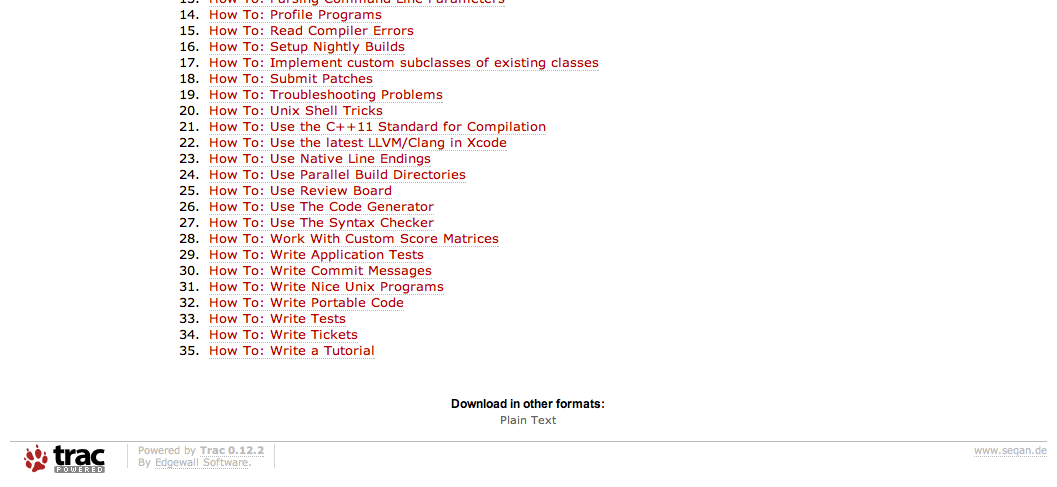 13. How To: Parsing Command Line Parameters
14. How To: Profile Programs
15. How To: Read Compiler Errors
16. How To: Setup Nightly Builds
17. How To: Implement custom subclasses of existing classes
18. How To: Submit Patches
19. How To: Troubleshooting Problems
20. How To: Unix Shell Tricks
21. How To: Use the C++11 Standard for Compilation
22. How To: Use the latest LLVM/Clang in Xcode
23. How To: Use Native Line Endings
24. How To: Use Parallel Build Directories
25. How To: Use Review Board
26. How To: Use The Code Generator
27. How To: Use The Syntax Checker
28. How To: Work With Custom Score Matrices
29. How To: Write Application Tests
30. How To: Write Commit Messages
31. How To: Write Nice Unix Programs
32. How To: Write Portable Code
33. How To: Write Tests
34. How To: Write Tickets
35. How To: Write a Tutorial
Download in other formats:
Plain Text
trac
POWERED
Powered by Trac 0.12.2
By Edgewall Software.
www.seqan.de